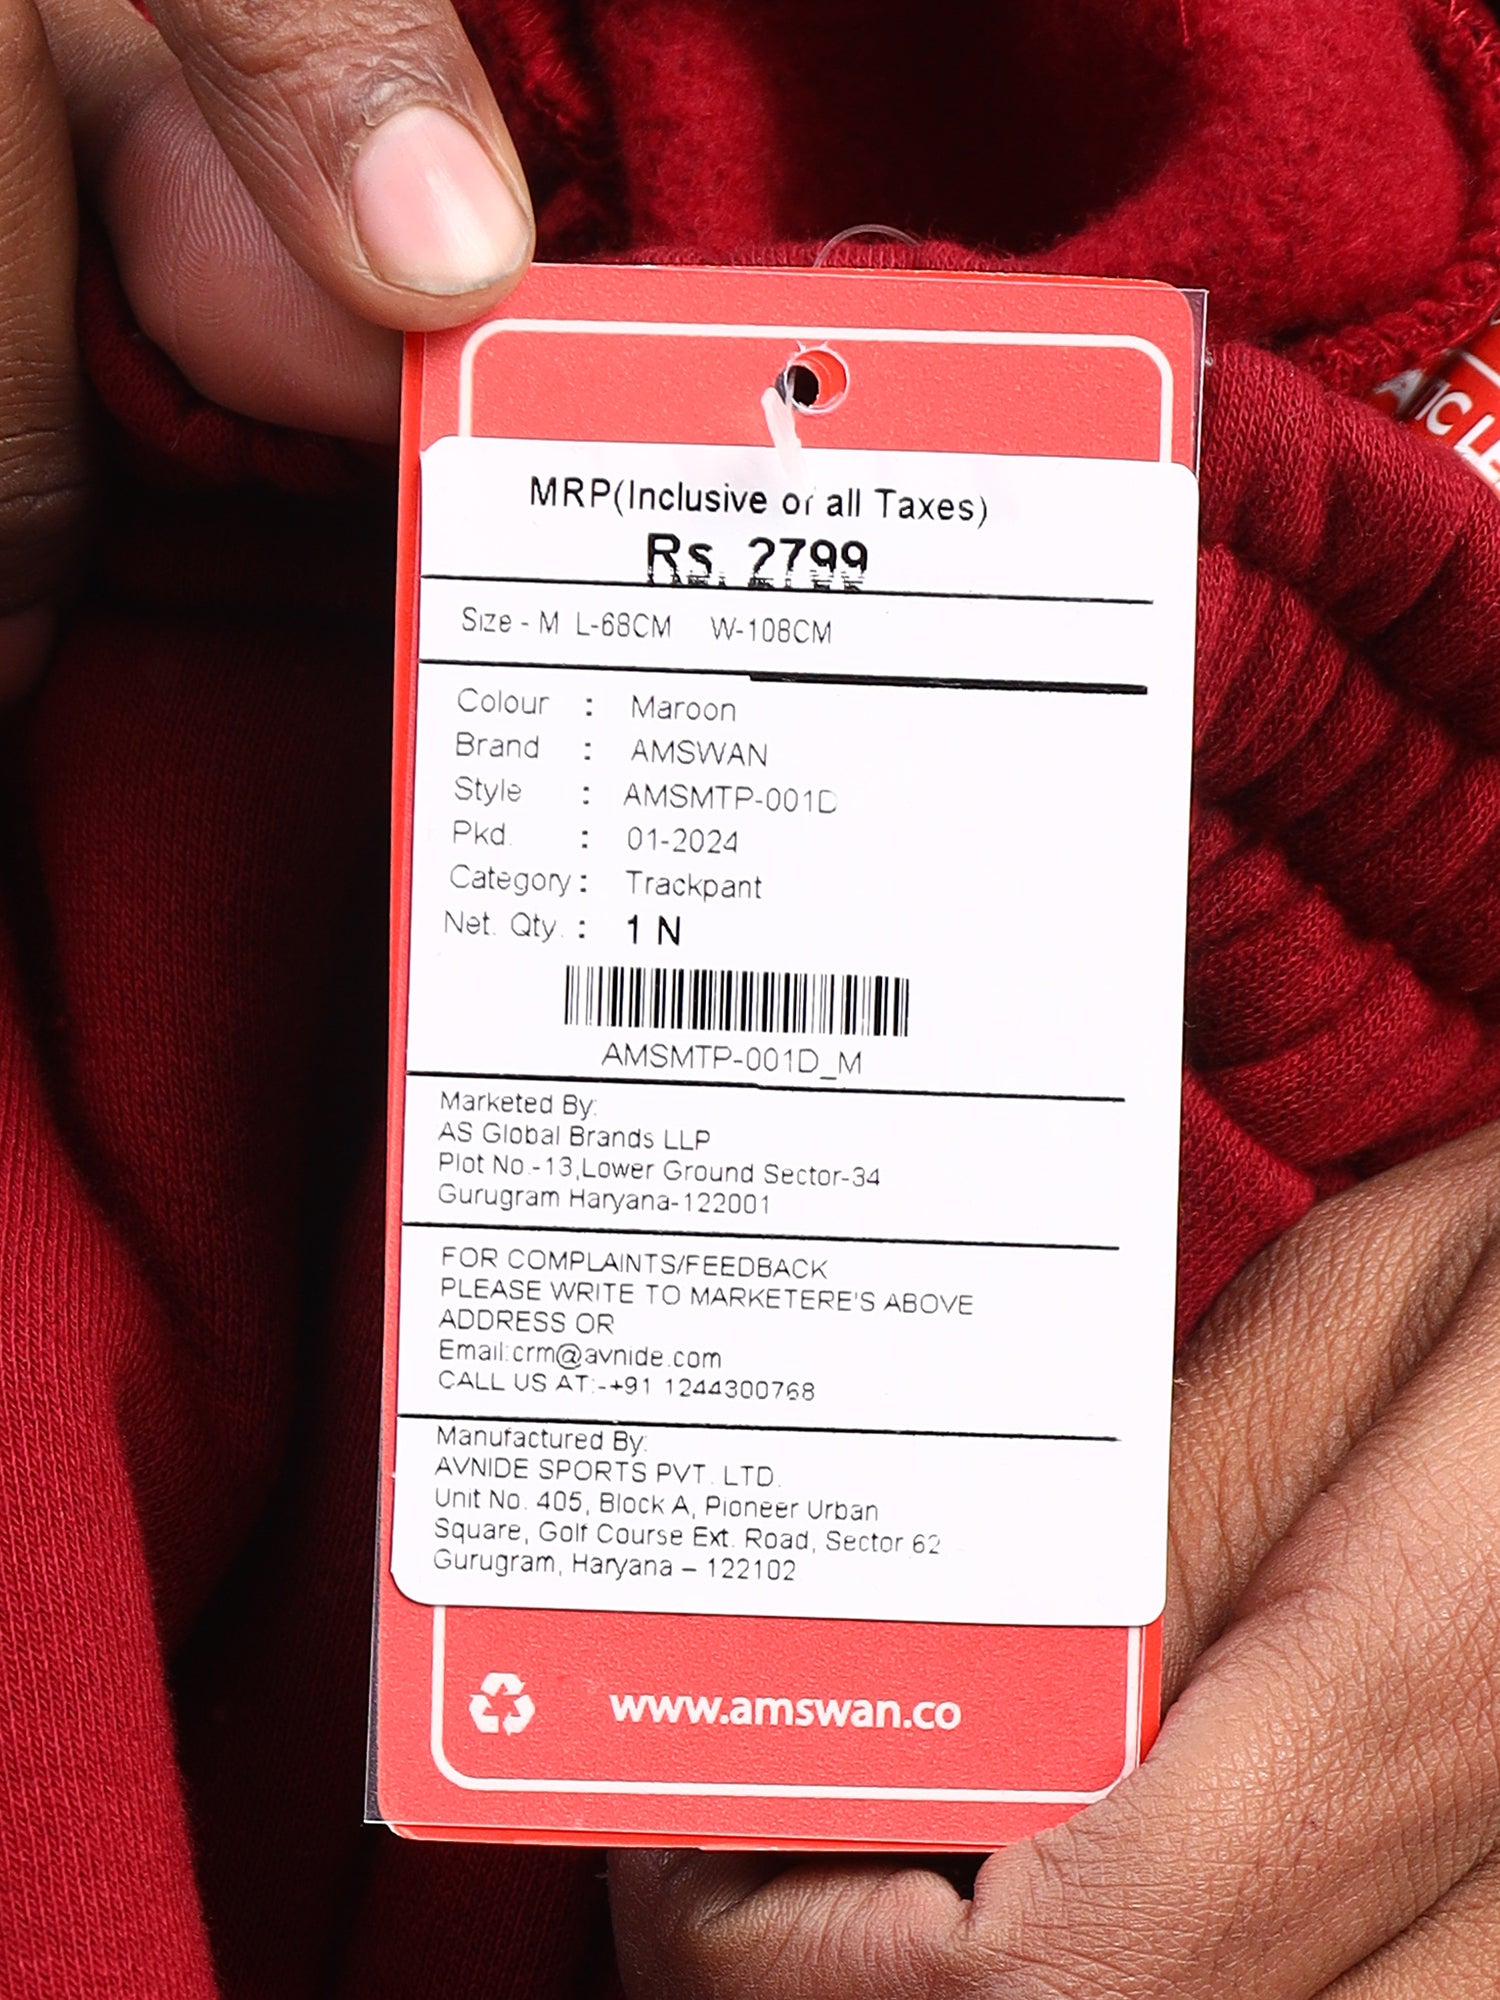 MRP(Inclusive of all Taxes)
Rs. 2799
Size - M L-68CM W-108CM
Colour : Maroon
Brand : AMSWAN
Style : AMSMTP-001D
Pkd. : 01-2024
Category : Trackpant
Net. Qty. : 1 N
AMSMTP-001D_M
Marketed By:
AS Global Brands LLP
Plot No.-13,Lower Ground Sector-34
Gurugram Haryana-122001
FOR COMPLAINTS/FEEDBACK
PLEASE WRITE TO MARKETERE'S ABOVE
ADDRESS OR
Email:crm@avnide.com
CALL US AT:-+91 1244300768
Manufactured By:
AVNIDE SPORTS PVT. LTD.
Unit No. 405, Block A, Pioneer Urban
Square, Golf Course Ext. Road, Sector 62
Gurugram, Haryana – 122102
www.amswan.co